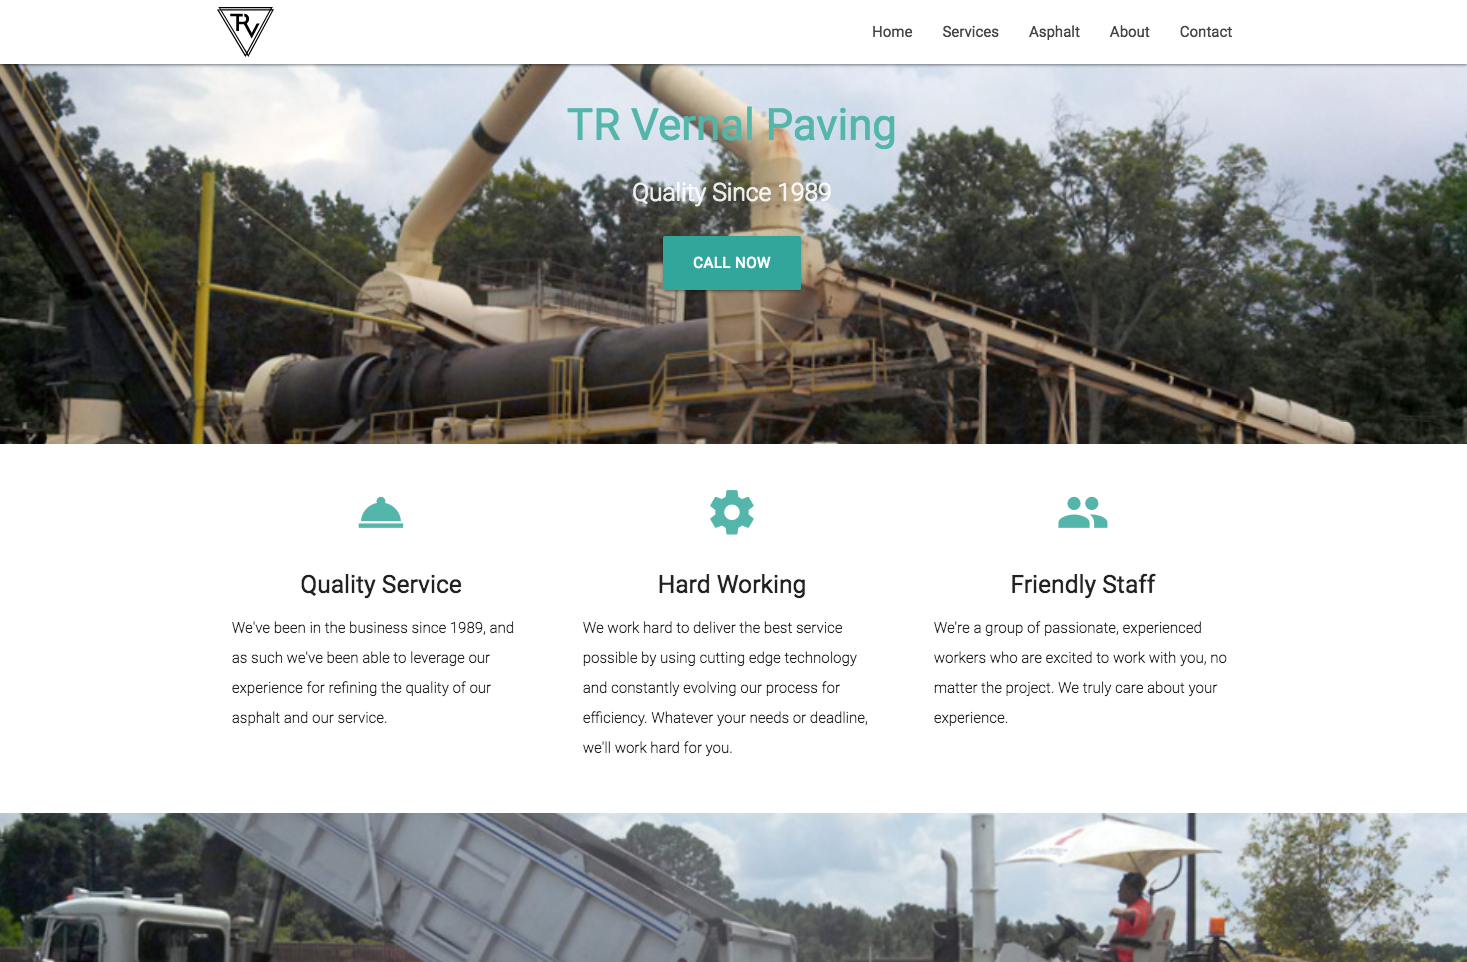 TRV
Home Services Asphalt About Contact
TR Vernal Paving
Quality Since 1989
CALL NOW
Quality Service
We've been in the business since 1989, and
as such we've been able to leverage our
experience for refining the quality of our
asphalt and our service.
Hard Working
We work hard to deliver the best service
possible by using cutting edge technology
and constantly evolving our process for
efficiency. Whatever your needs or deadline,
we'll work hard for you.
Friendly Staff
We're a group of passionate, experienced
workers who are excited to work with you, no
matter the project. We truly care about your
experience.